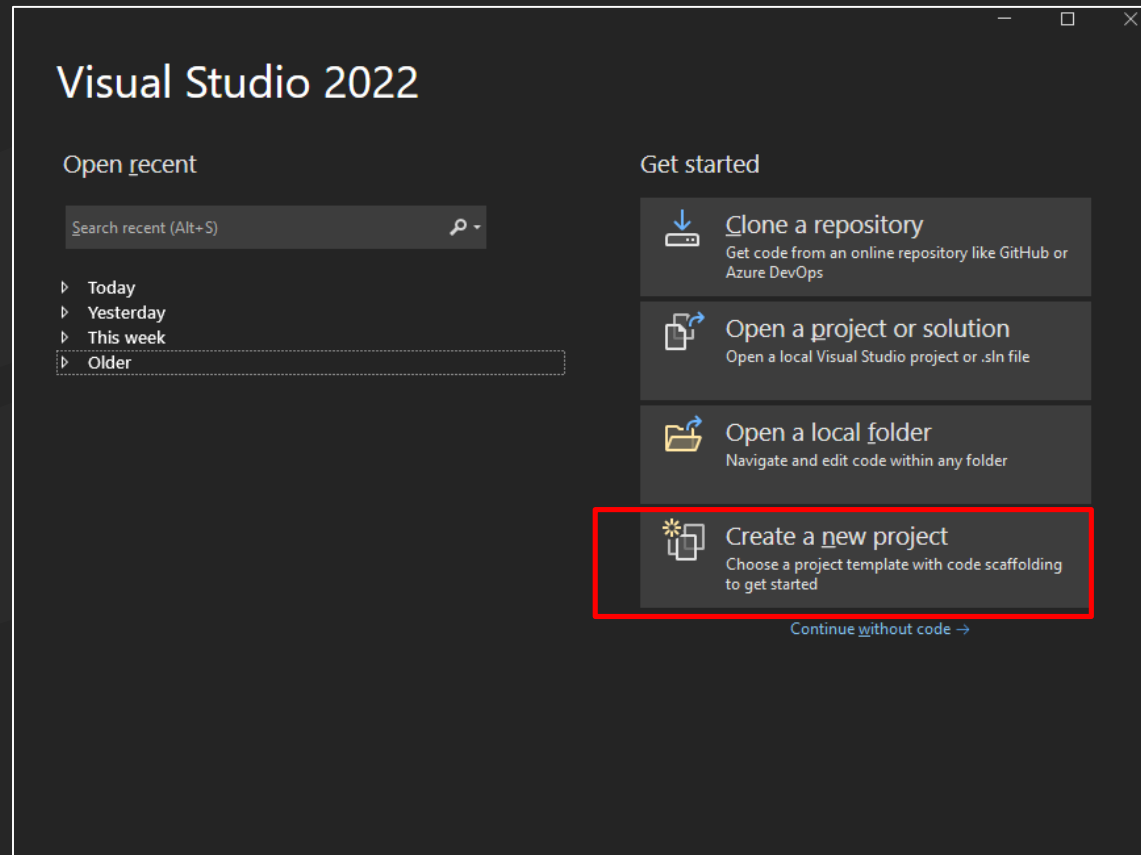 Visual Studio 2022
Open recent
Search recent (Alt+S)
Today
Yesterday
This week
Older
Get started
Clone a repository
Get code from an online repository like GitHub or
Azure DevOps
Open a project or solution
Open a local Visual Studio project or .sln file
Open a local folder
Navigate and edit code within any folder
Create a new project
Choose a project template with code scaffolding
to get started
Continue without code →